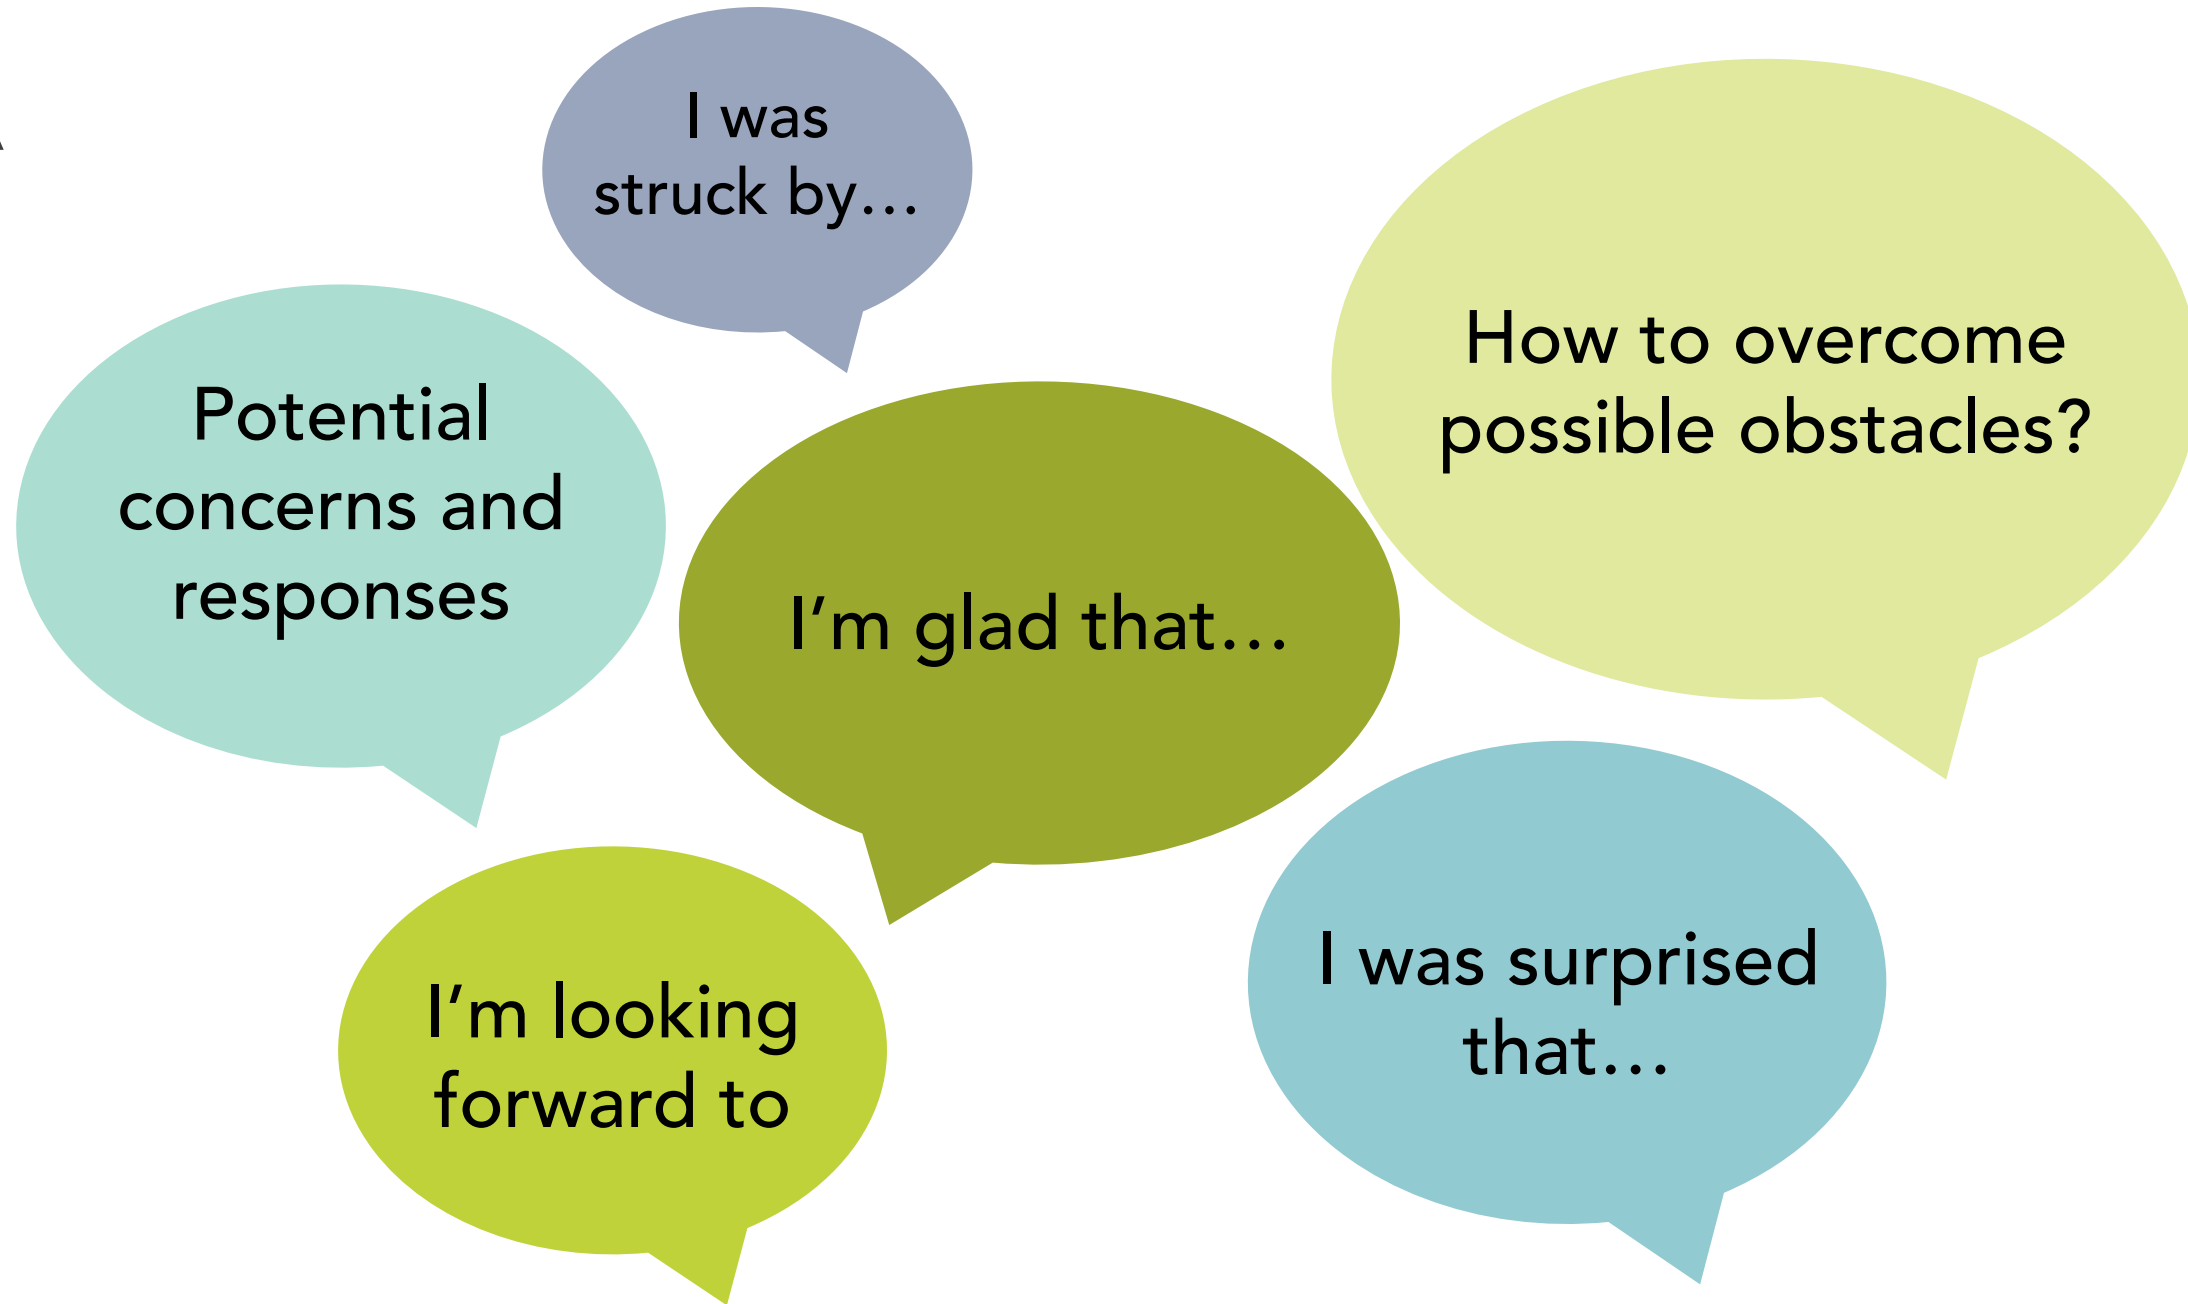 I was
struck by…
How to overcome
possible obstacles?
Potential
concerns and
responses
I’m glad that…
I’m looking
forward to
I was surprised
that…